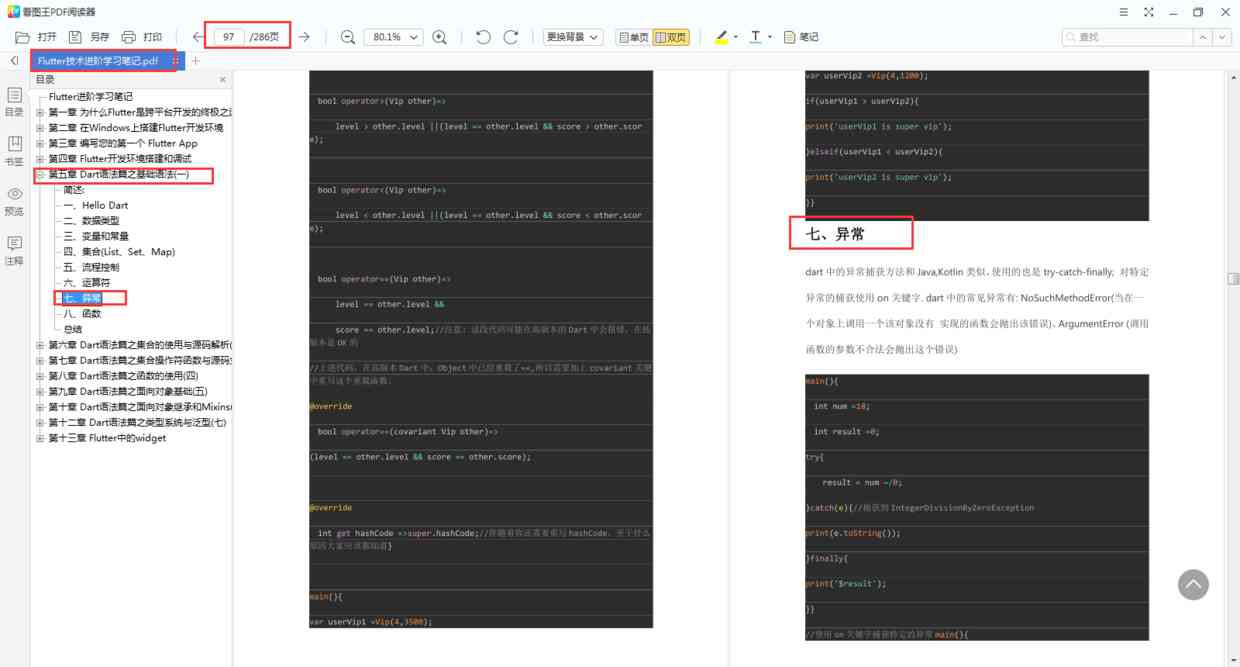 看图王PDF阅读器
打开 另存 打印 97 /286页 80.1% 更换背景 单页 双页 笔记 查找
Flutter技术进阶学习笔记.pdf
目录
目录
书签
预览
注释
Flutter进阶学习笔记
第一章 为什么Flutter是跨平台开发的终极之
第二章 在Windows上搭建Flutter开发环境
第三章 编写您的第一个 Flutter App
第四章 Flutter开发环境搭建和调试
第五章 Dart语法篇之基础语法(一)
简述:
一、Hello Dart
二、数据类型
三、变量和常量
四、集合(List、Set、Map)
五、流程控制
六、运算符
七、异常
八、函数
总结
第六章 Dart语法篇之集合的使用与源码解析(
第七章 Dart语法篇之集合操作符函数与源码
第八章 Dart语法篇之函数的使用(四)
第九章 Dart语法篇之面向对象基础(五)
第十章 Dart语法篇之面向对象继承和Mixins
第十二章 Dart语法篇之类型系统与泛型(七)
第十三章 Flutter中的widget
bool operator>(Vip other)=>
level > other.level ||(level == other.level && score > other.scor
e);
bool operator<(Vip other)=>
level < other.level ||(level == other.level && score < other.scor
e);
bool operator==(Vip other)=>
level == other.level &&
score == other.level;//注意: 这段代码可能在高版本的 Dart 中会报错，在低
版本是 OK 的
//上述代码，在高版本 Dart 中，Object 中已经重载了==,所以需要加上 covariant 关键
字重写这个重载函数。
@override
bool operator==(covariant Vip other)=>
(level == other.level && score == other.score);
@override
int get hashCode =>super.hashCode;//伴随着你还需要重写 hashCode，至于什么
原因大家应该都知道}
main(){
var userVip1 =Vip(4,3500);
var userVip2 =Vip(4,1200);
if(userVip1 > userVip2){
print('userVip1 is super vip');
}elseif(userVip1 < userVip2){
print('userVip2 is super vip');
}}
七、异常
dart 中的异常捕获方法和 Java,Kotlin 类似，使用的也是 try-catch-finally; 对特定
异常的捕获使用 on 关键字. dart 中的常见异常有: NoSuchMethodError(当在一
个对象上调用一个该对象没有 实现的函数会抛出该错误)、ArgumentError (调用
函数的参数不合法会抛出这个错误)
main(){
int num =18;
int result =0;
try{
result = num ~/0;
}catch(e){//捕获到 IntegerDivisionByZeroException
print(e.toString());
}finally{
print('$result');
}}
//使用 on 关键字捕获特定的异常 main(){